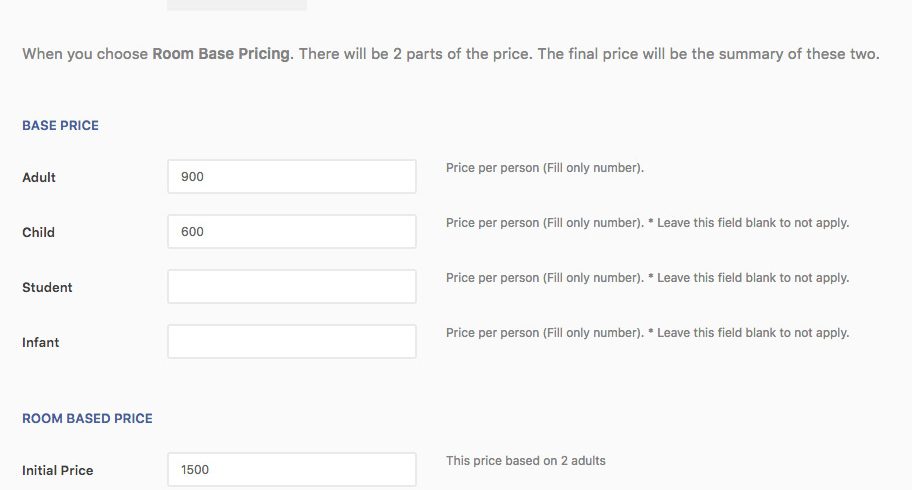 When you choose Room Base Pricing. There will be 2 parts of the price. The final price will be the summary of these two.
BASE PRICE
Adult 900 Price per person (Fill only number).
Child 600 Price per person (Fill only number). * Leave this field blank to not apply.
Student Price per person (Fill only number). * Leave this field blank to not apply.
Infant Price per person (Fill only number). * Leave this field blank to not apply.
ROOM BASED PRICE
Initial Price 1500 This price based on 2 adults